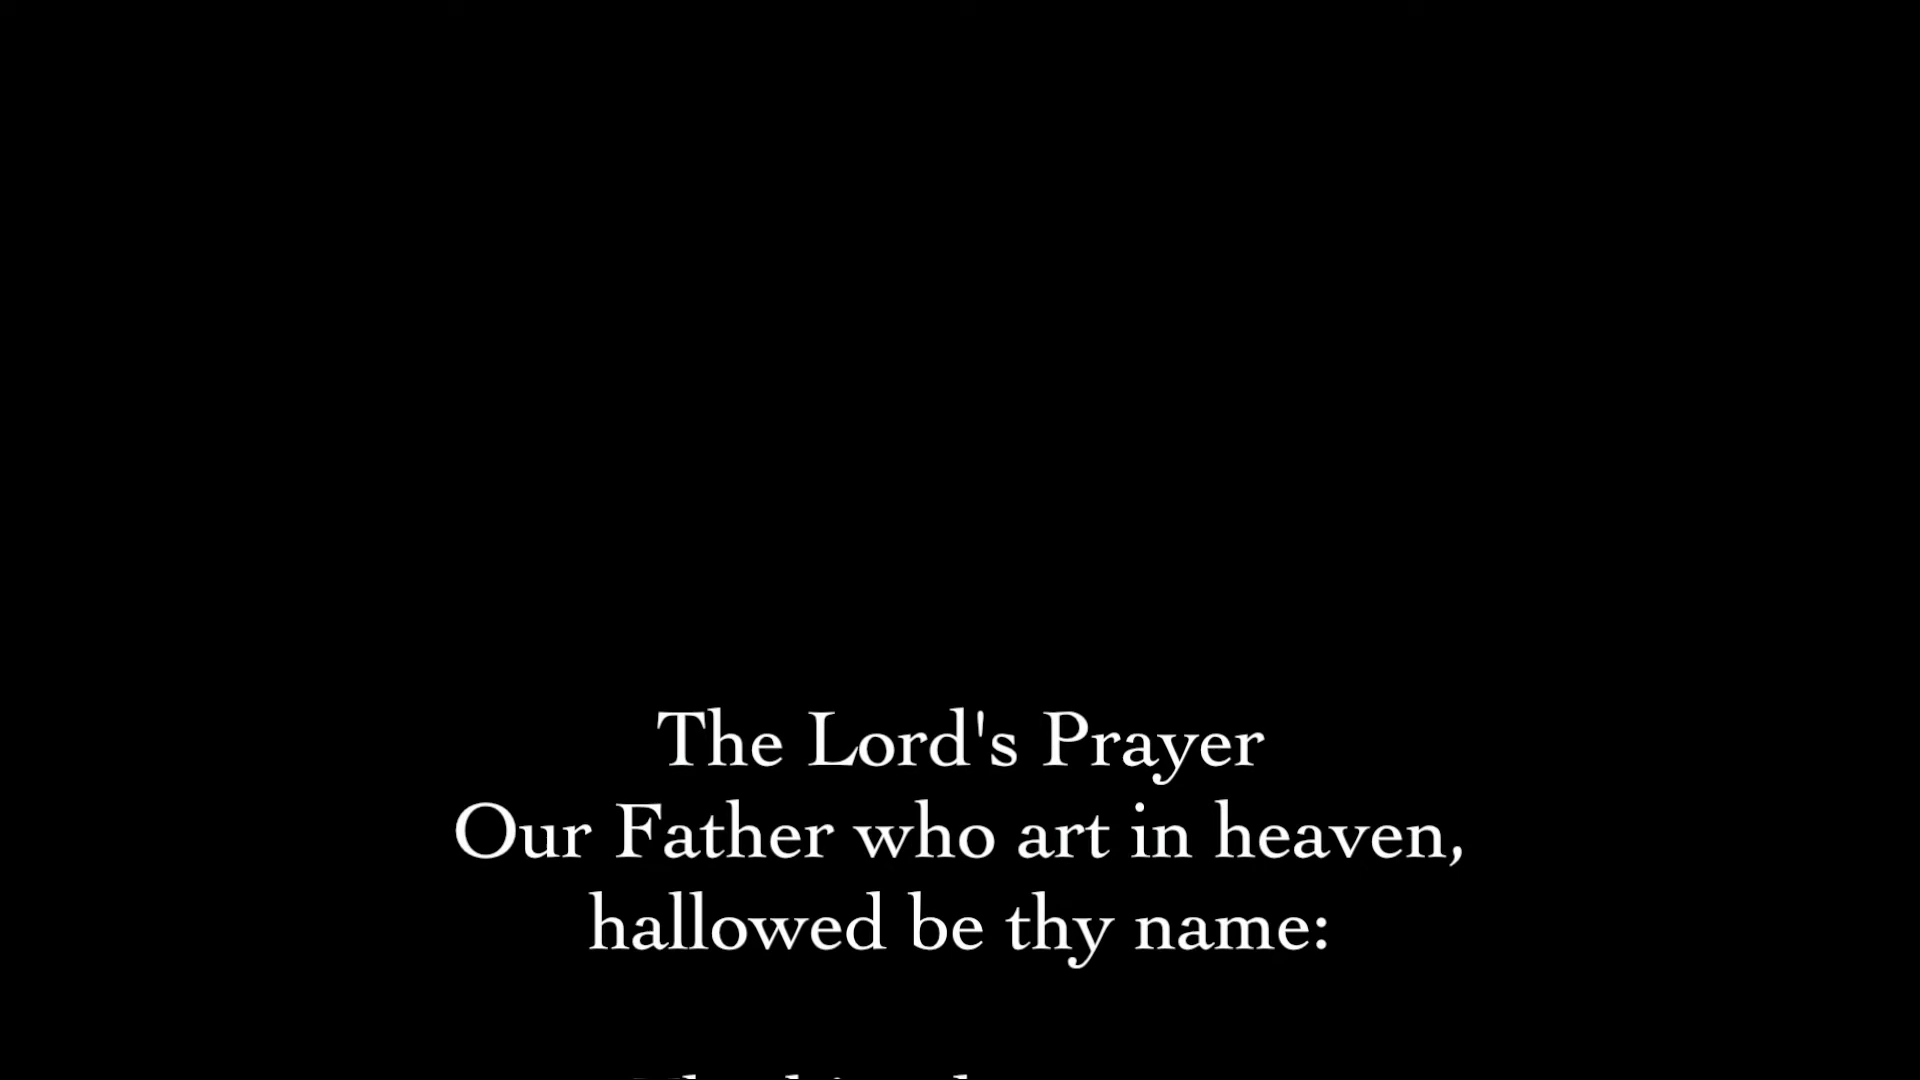 The Lord's Prayer
Our Father who art in heaven,
hallowed be thy name: